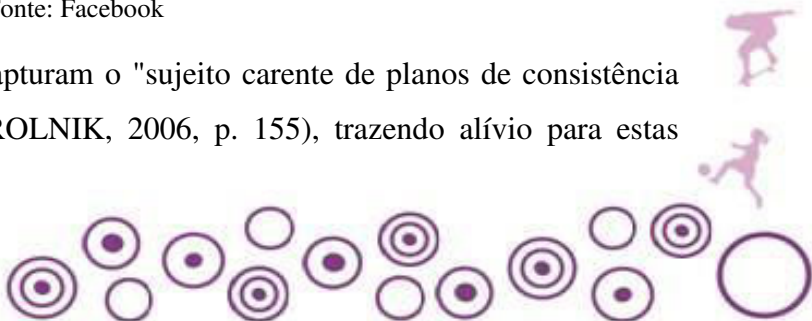 onte: Facebook
apturam o "sujeito carente de planos de consistência
ROLNIK, 2006, p. 155), trazendo alívio para estas